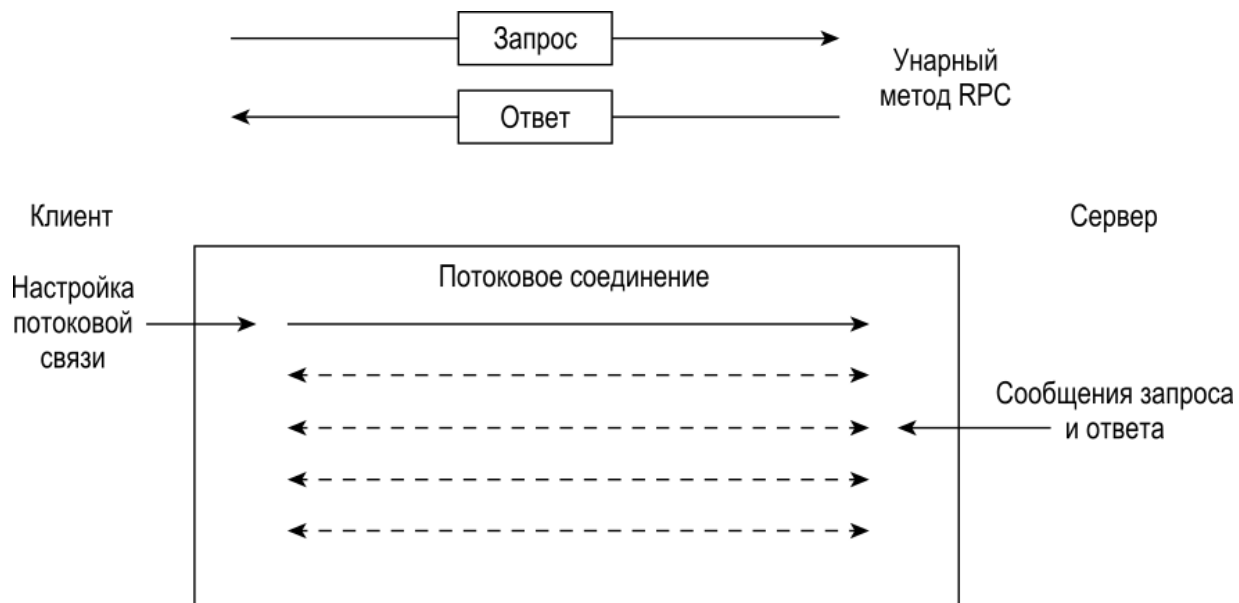 Запрос
Унарный
метод RPC
Ответ
Клиент
Сервер
Потоковое соединение
Настройка
потоковой
связи
Сообщения запроса
и ответа